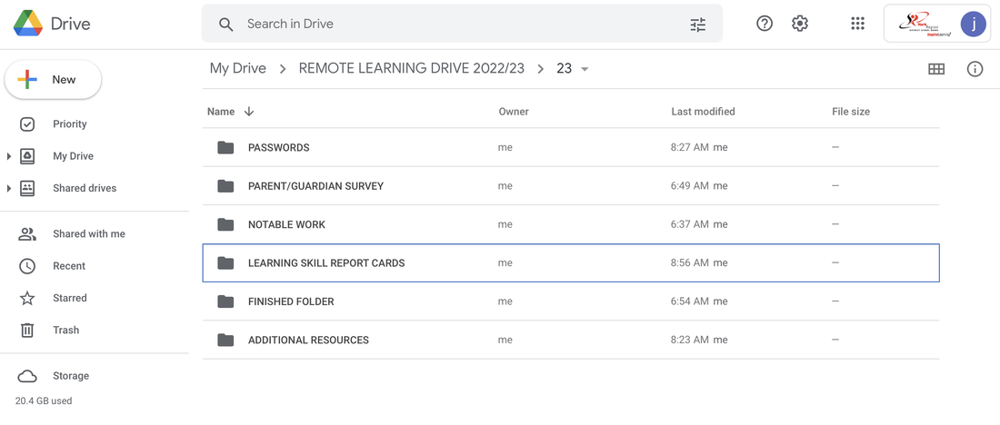 Drive
Search in Drive
York Region
j
New
My Drive > REMOTE LEARNING DRIVE 2022/23 > 23
Priority
My Drive
Shared drives
Shared with me
Recent
Starred
Trash
Storage
20.4 GB used
Name Owner Last modified File size
PASSWORDS me 8:27 AM me –
PARENT/GUARDIAN SURVEY me 6:49 AM me –
NOTABLE WORK me 6:37 AM me –
LEARNING SKILL REPORT CARDS me 8:56 AM me –
FINISHED FOLDER me 6:54 AM me –
ADDITIONAL RESOURCES me 8:23 AM me –